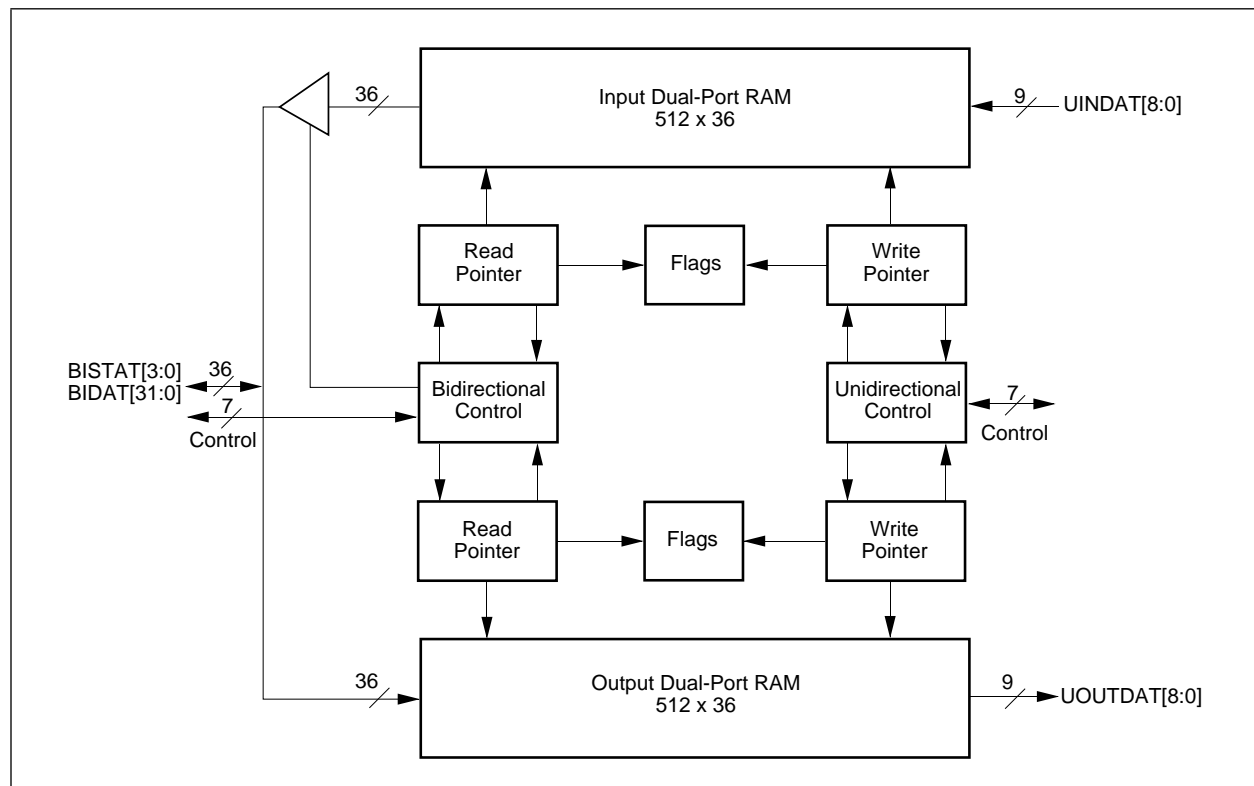 36
Input Dual-Port RAM
512 x 36
9
UINDAT[8:0]
Read
Pointer
Flags
Write
Pointer
BISTAT[3:0]
BIDAT[31:0]
36
7
Control
Bidirectional
Control
Unidirectional
Control
7
Control
Read
Pointer
Flags
Write
Pointer
36
Output Dual-Port RAM
512 x 36
9
UOUTDAT[8:0]